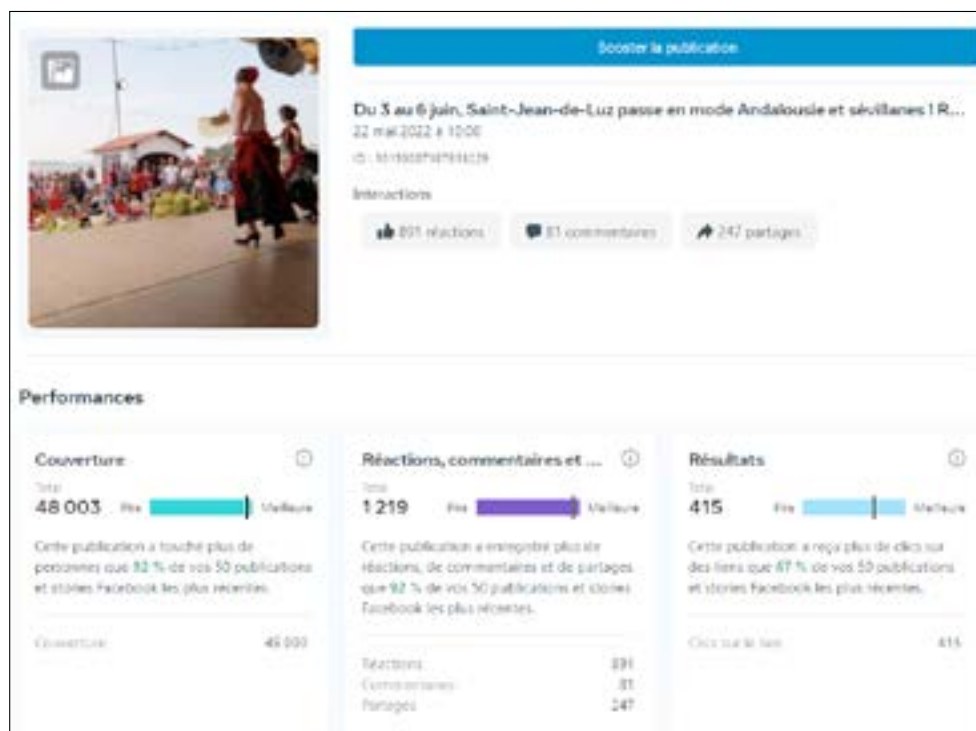 Booster la publication
Du 3 au 6 juin, Saint-Jean-de-Luz passe en mode Andalousie et sévillanes ! R...
22 mai 2022 à 10:00
ID :
Interactions
891 réactions
81 commentaires
247 partages
Performances
Couverture
Total
48 003 Pire Meilleure
Cette publication a touché plus de
personnes que 92 % de vos 50 publications
et stories Facebook les plus récentes.
Couverture
Réactions, commentaires et ...
Total
1 219 Pire Meilleure
Cette publication a enregistré plus de
réactions, de commentaires et de partages
que 92 % de vos 50 publications et stories
Facebook les plus récentes.
Réactions 891
Commentaires 81
Partages 247
Résultats
Total
415 Pire Meilleure
Cette publication a reçu plus de clics sur
des liens que 67 % de vos 50 publications
et stories Facebook les plus récentes.
Clics sur le lien 415